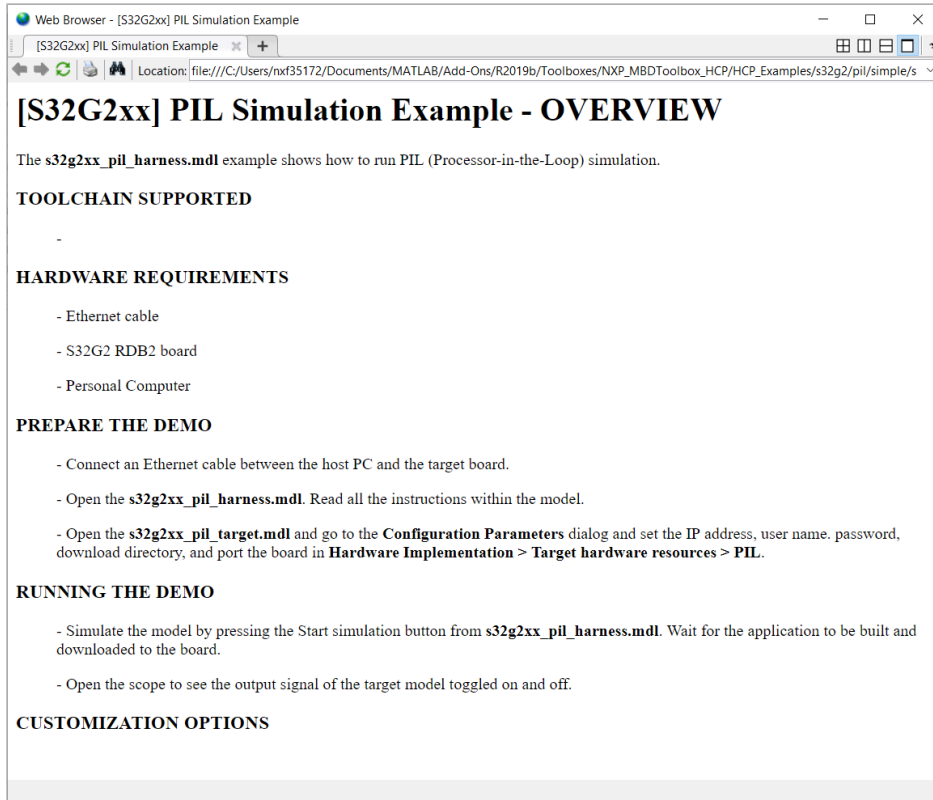 Web Browser - [S32G2xx] PIL Simulation Example
[S32G2xx] PIL Simulation Example
Location: file:///C:/Users/nxf35172/Documents/MATLAB/Add-Ons/R2019b/Toolboxes/NXP_MBDToolbox_HCP/HCP_Examples/s32g2/pil/simple/s
[S32G2xx] PIL Simulation Example - OVERVIEW
The s32g2xx_pil_harness.mdl example shows how to run PIL (Processor-in-the-Loop) simulation.
TOOLCHAIN SUPPORTED
-
HARDWARE REQUIREMENTS
- Ethernet cable
- S32G2 RDB2 board
- Personal Computer
PREPARE THE DEMO
- Connect an Ethernet cable between the host PC and the target board.
- Open the s32g2xx_pil_harness.mdl. Read all the instructions within the model.
- Open the s32g2xx_pil_target.mdl and go to the Configuration Parameters dialog and set the IP address, user name. password,
download directory, and port the board in Hardware Implementation > Target hardware resources > PIL.
RUNNING THE DEMO
- Simulate the model by pressing the Start simulation button from s32g2xx_pil_harness.mdl. Wait for the application to be built and
downloaded to the board.
- Open the scope to see the output signal of the target model toggled on and off.
CUSTOMIZATION OPTIONS